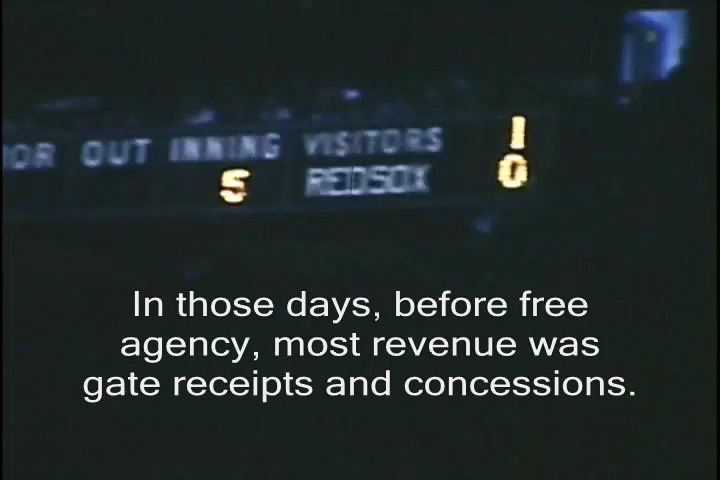 OR OUT INNING VISITORS 1
5 REDSOX 0
In those days, before free
agency, most revenue was
gate receipts and concessions.